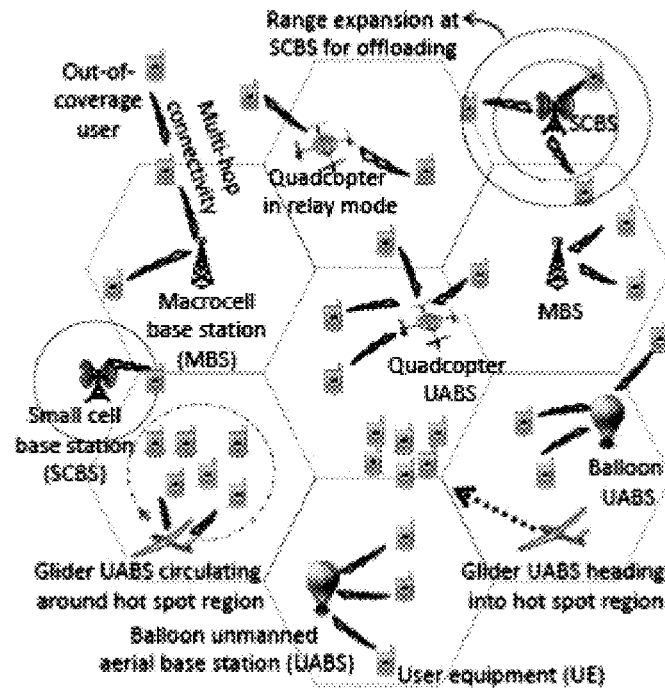 Range expansion at
SCBS for offloading
Out-of-
coverage
user
Multi-hop
connectivity
SCBS
Quadcopter
in relay mode
Macrocell
base station
(MBS)
MBS
Quadcopter
UABS
Small cell
base station
(SCBS)
Balloon
UABS
Glider UABS circulating
around hot spot region
Glider UABS heading
into hot spot region
Balloon unmanned
aerial base station (UABS)
User equipment (UE)